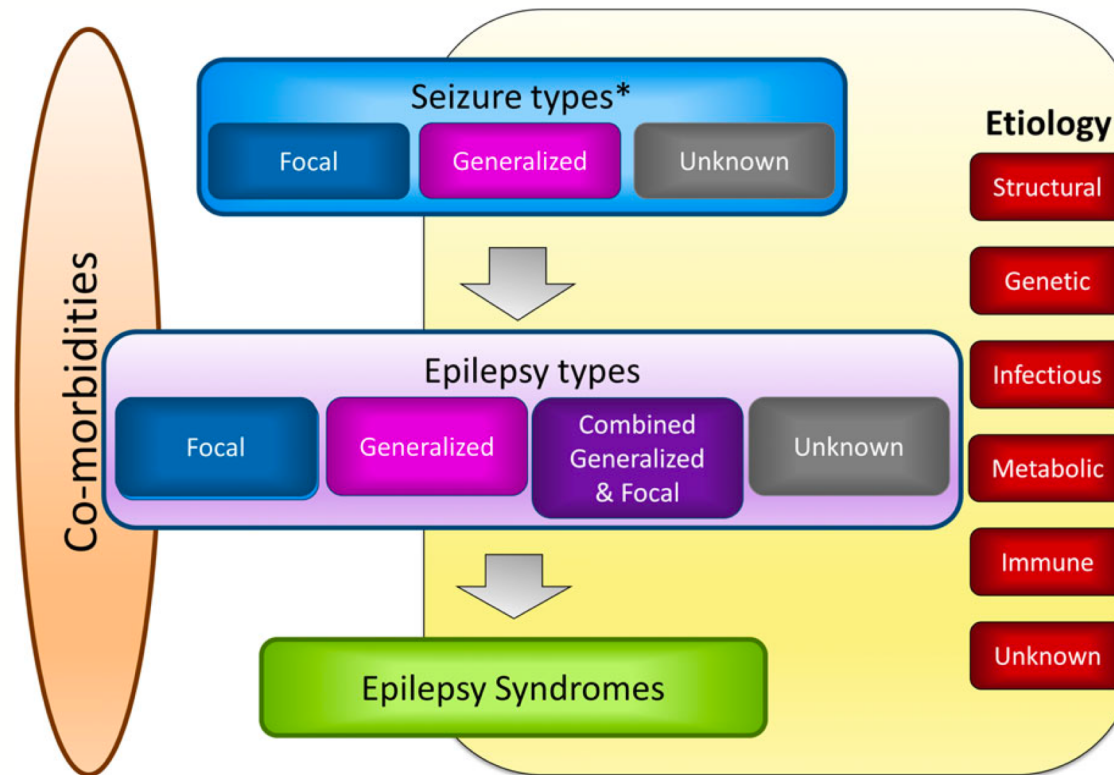 Co-morbidities
Seizure types*
Focal
Generalized
Unknown
Epilepsy types
Focal
Generalized
Combined
Generalized
& Focal
Unknown
Epilepsy Syndromes
Etiology
Structural
Genetic
Infectious
Metabolic
Immune
Unknown